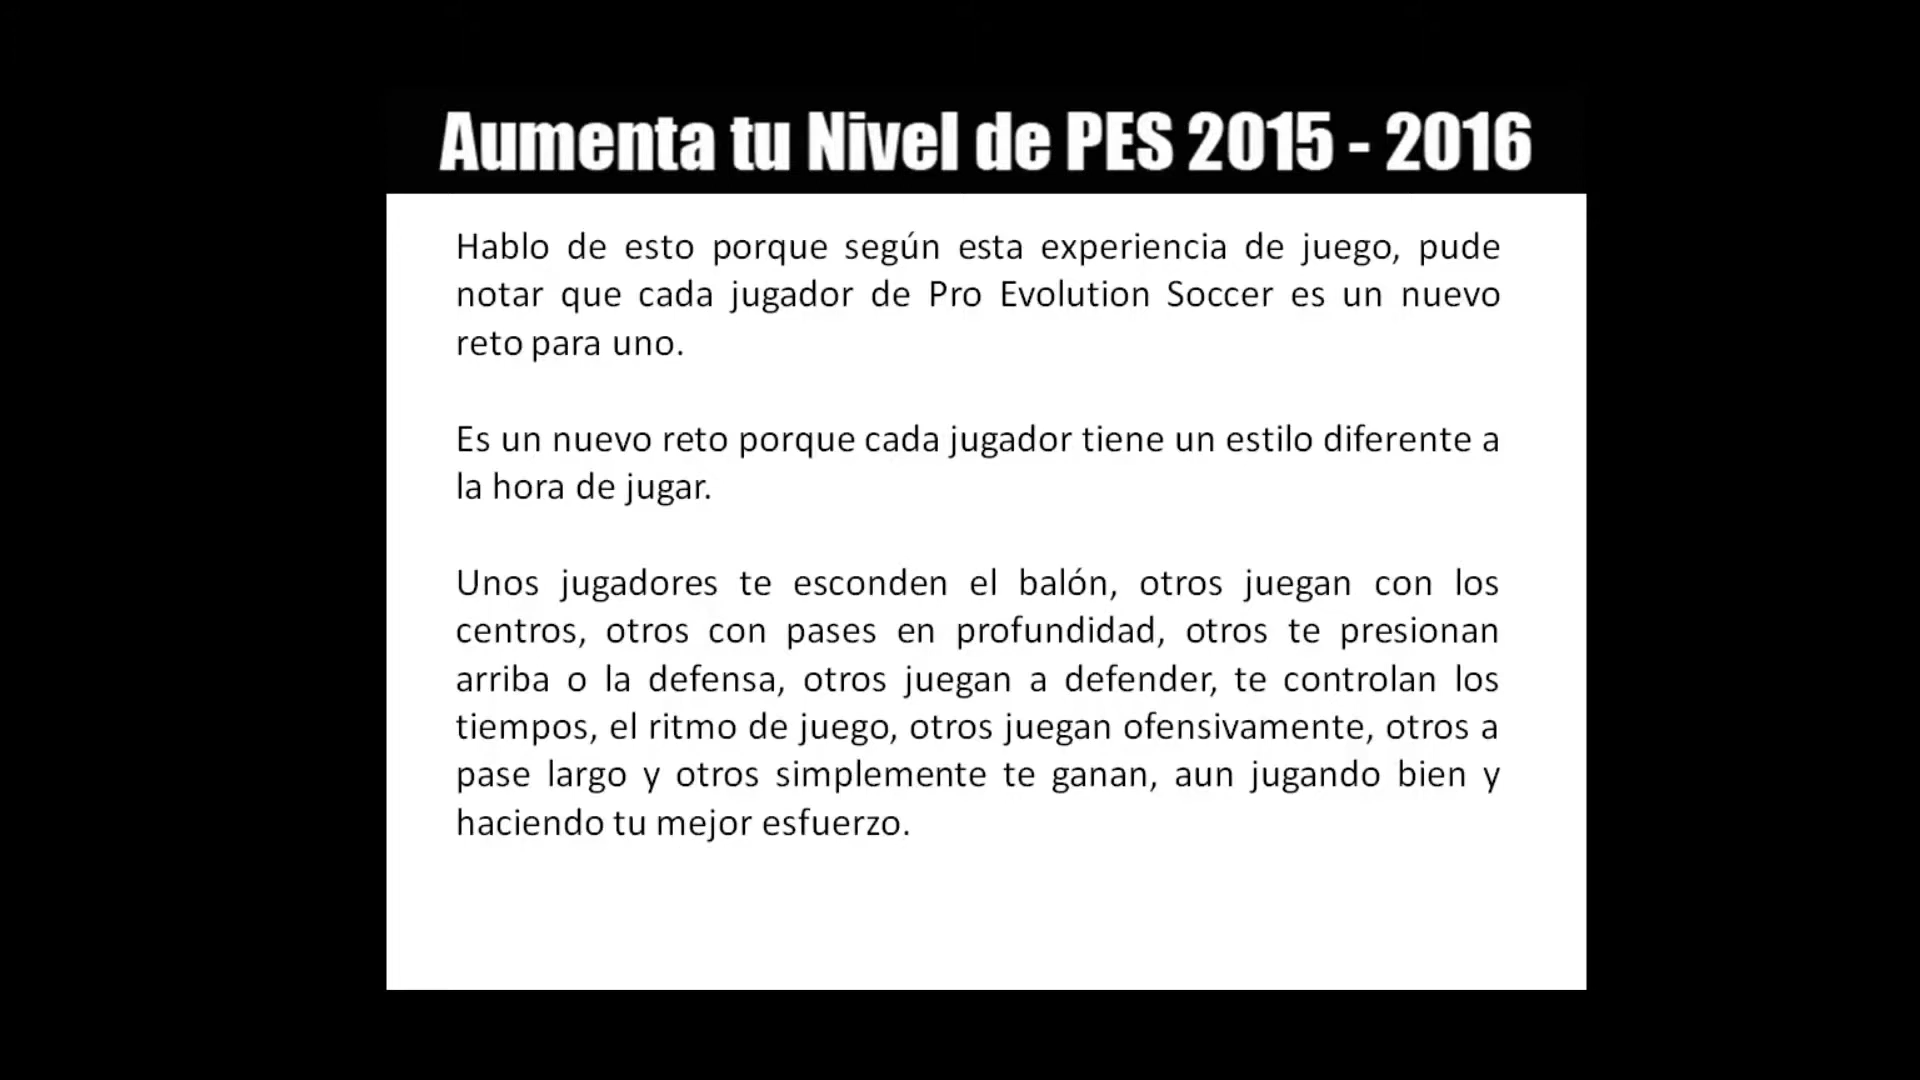 Aumenta tu Nivel de PES 2015 - 2016
Hablo de esto porque según esta experiencia de juego, pude
notar que cada jugador de Pro Evolution Soccer es un nuevo
reto para uno.
Es un nuevo reto porque cada jugador tiene un estilo diferente a
la hora de jugar.
Unos jugadores te esconden el balón, otros juegan con los
centros, otros con pases en profundidad, otros te presionan
arriba o la defensa, otros juegan a defender, te controlan los
tiempos, el ritmo de juego, otros juegan ofensivamente, otros a
pase largo y otros simplemente te ganan, aun jugando bien y
haciendo tu mejor esfuerzo.